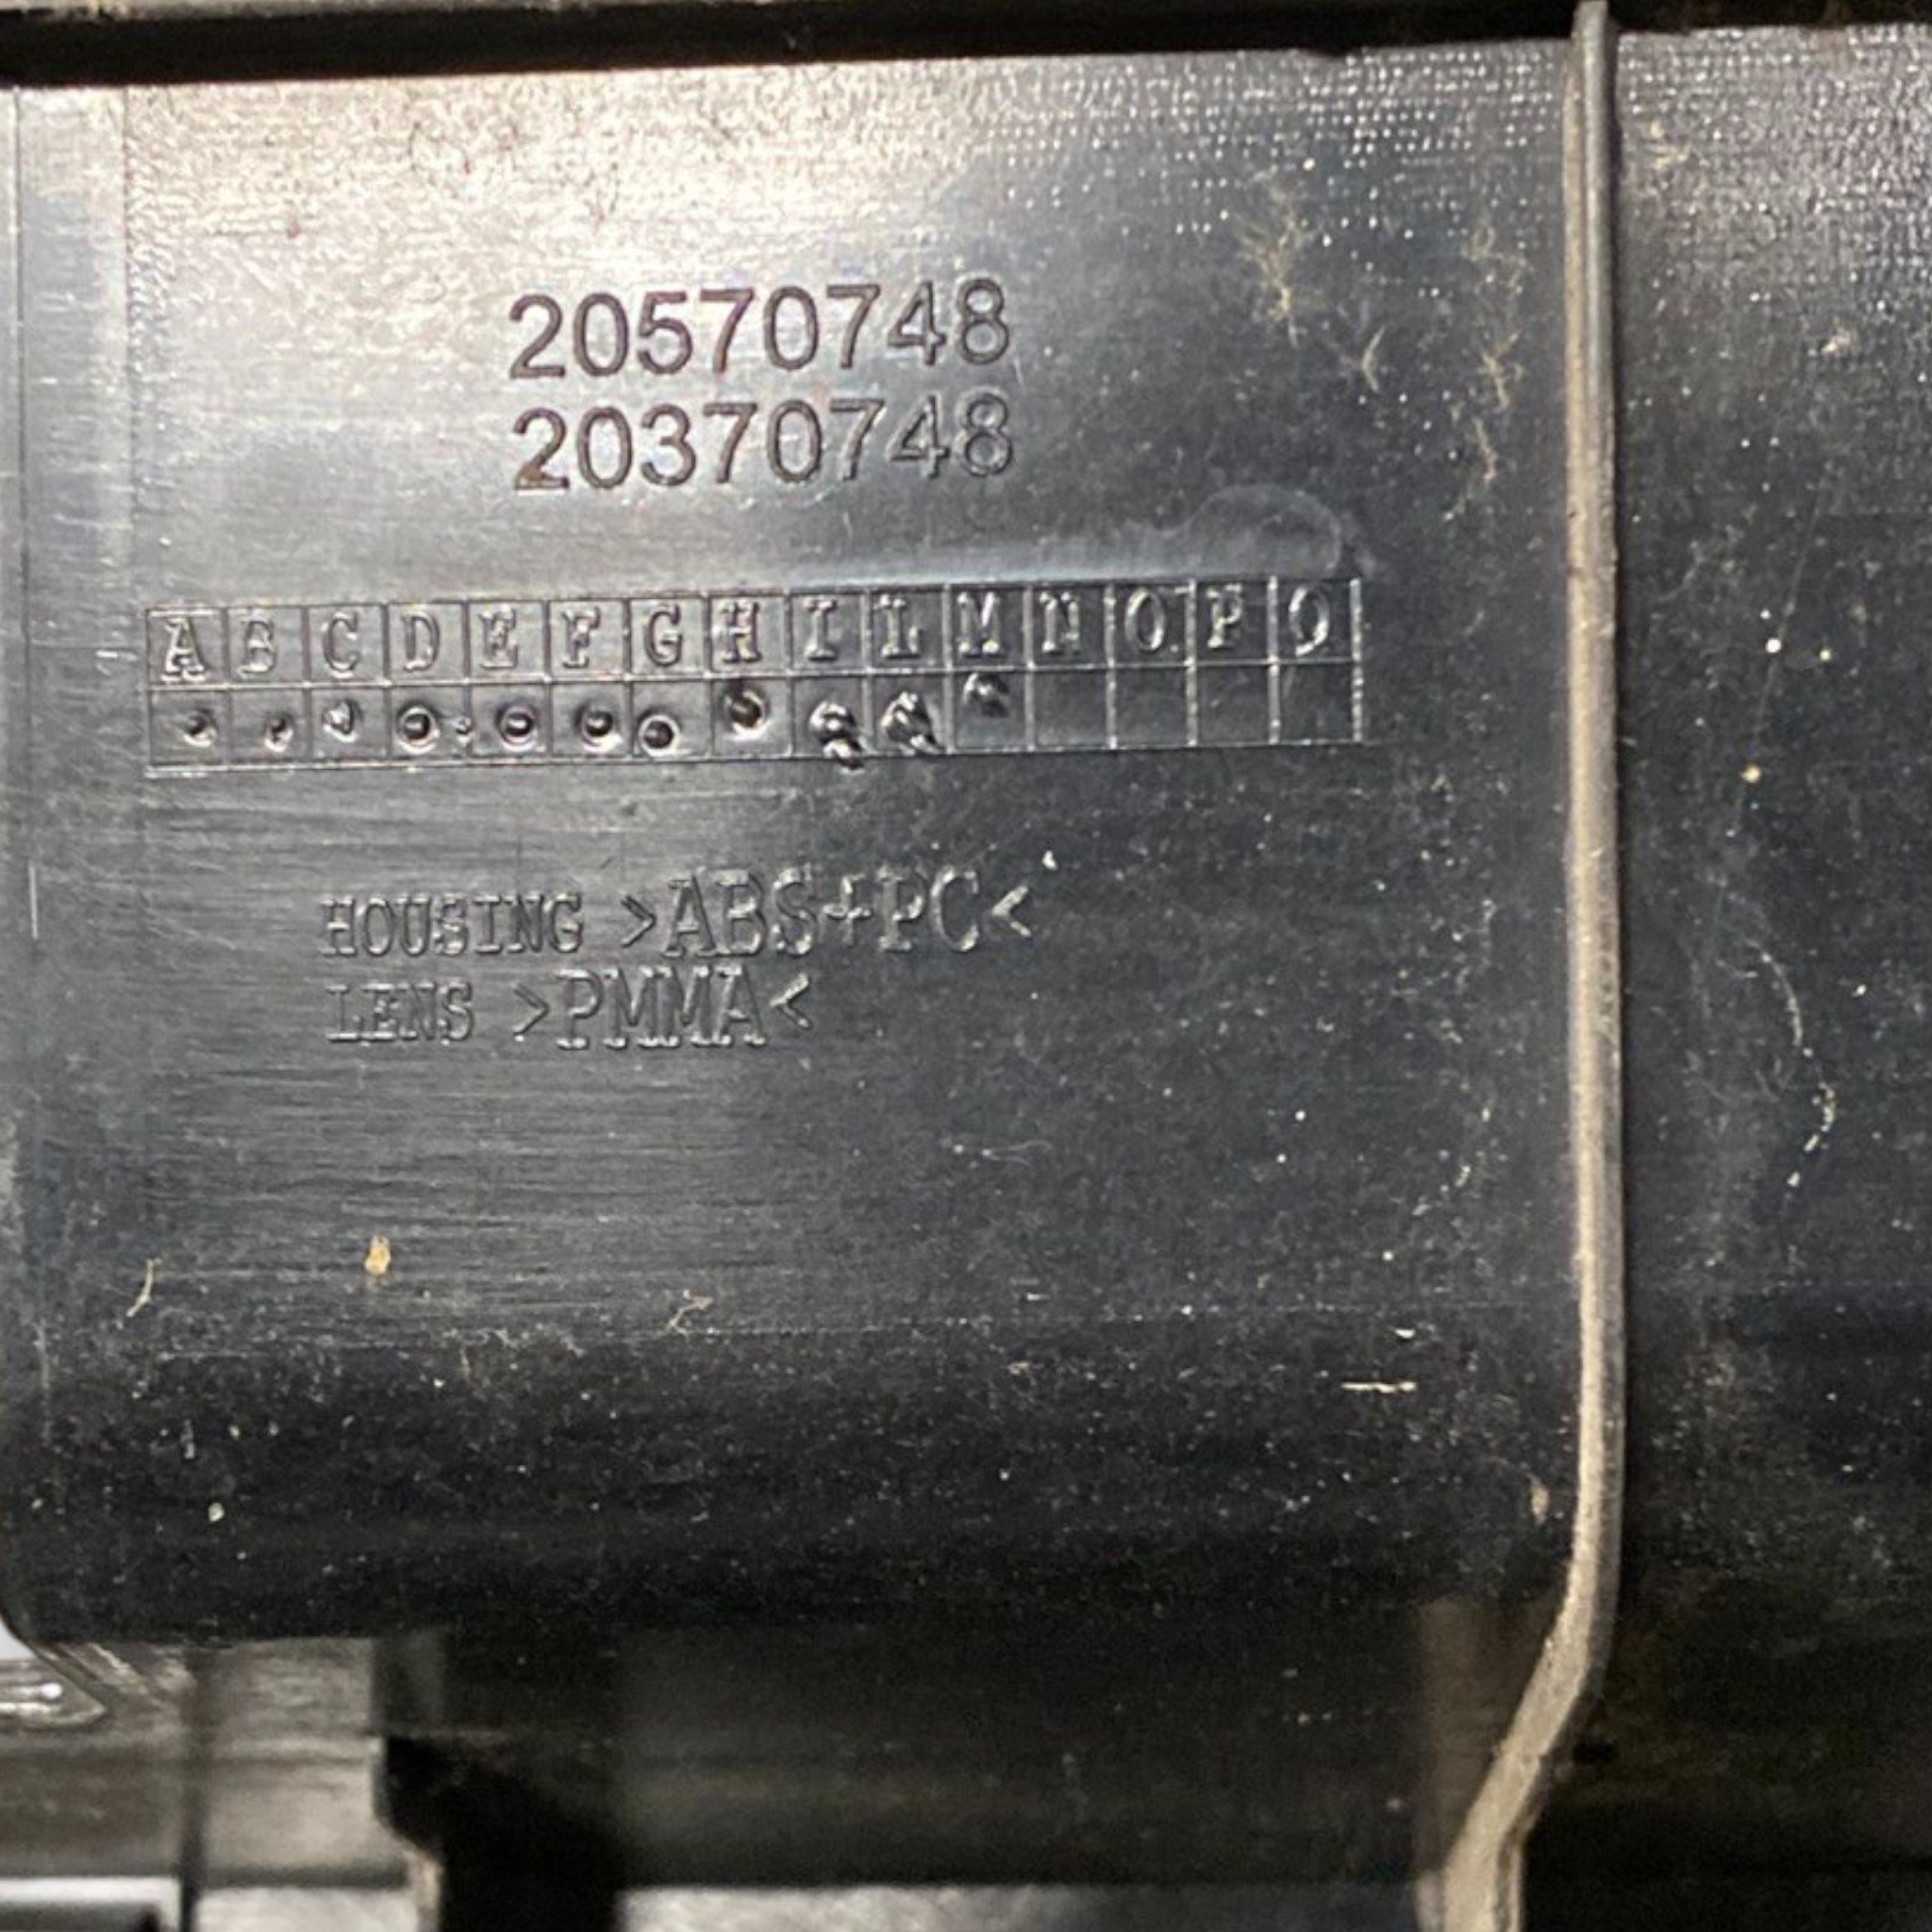 20570748
20370748
A B C D E F G H I L M N O P Q
HOUSING >ABS+PC<
LENS >PMMA<